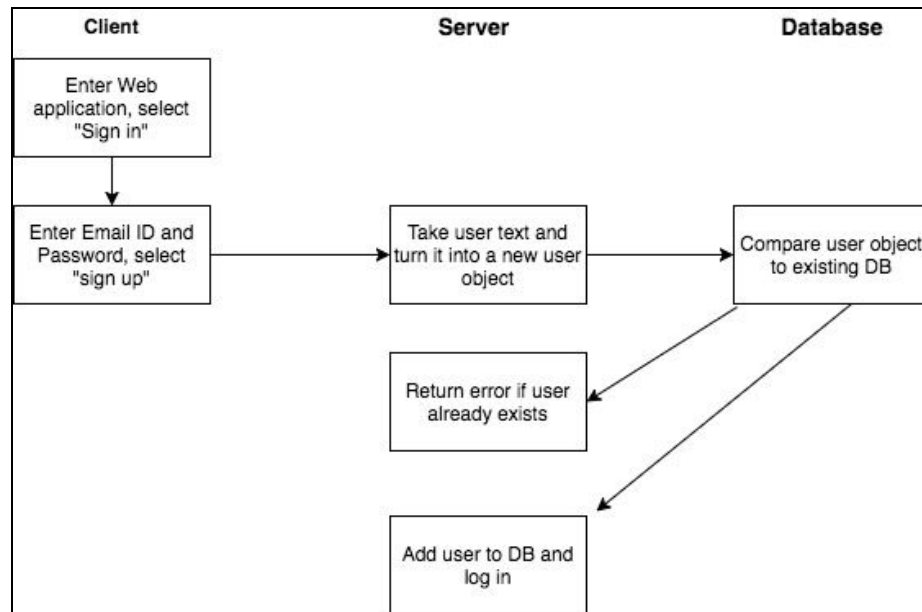 Client
Server
Database
Enter Web
application, select
"Sign in"
Enter Email ID and
Password, select
"sign up"
Take user text and
turn it into a new user
object
Compare user object
to existing DB
Return error if user
already exists
Add user to DB and
log in